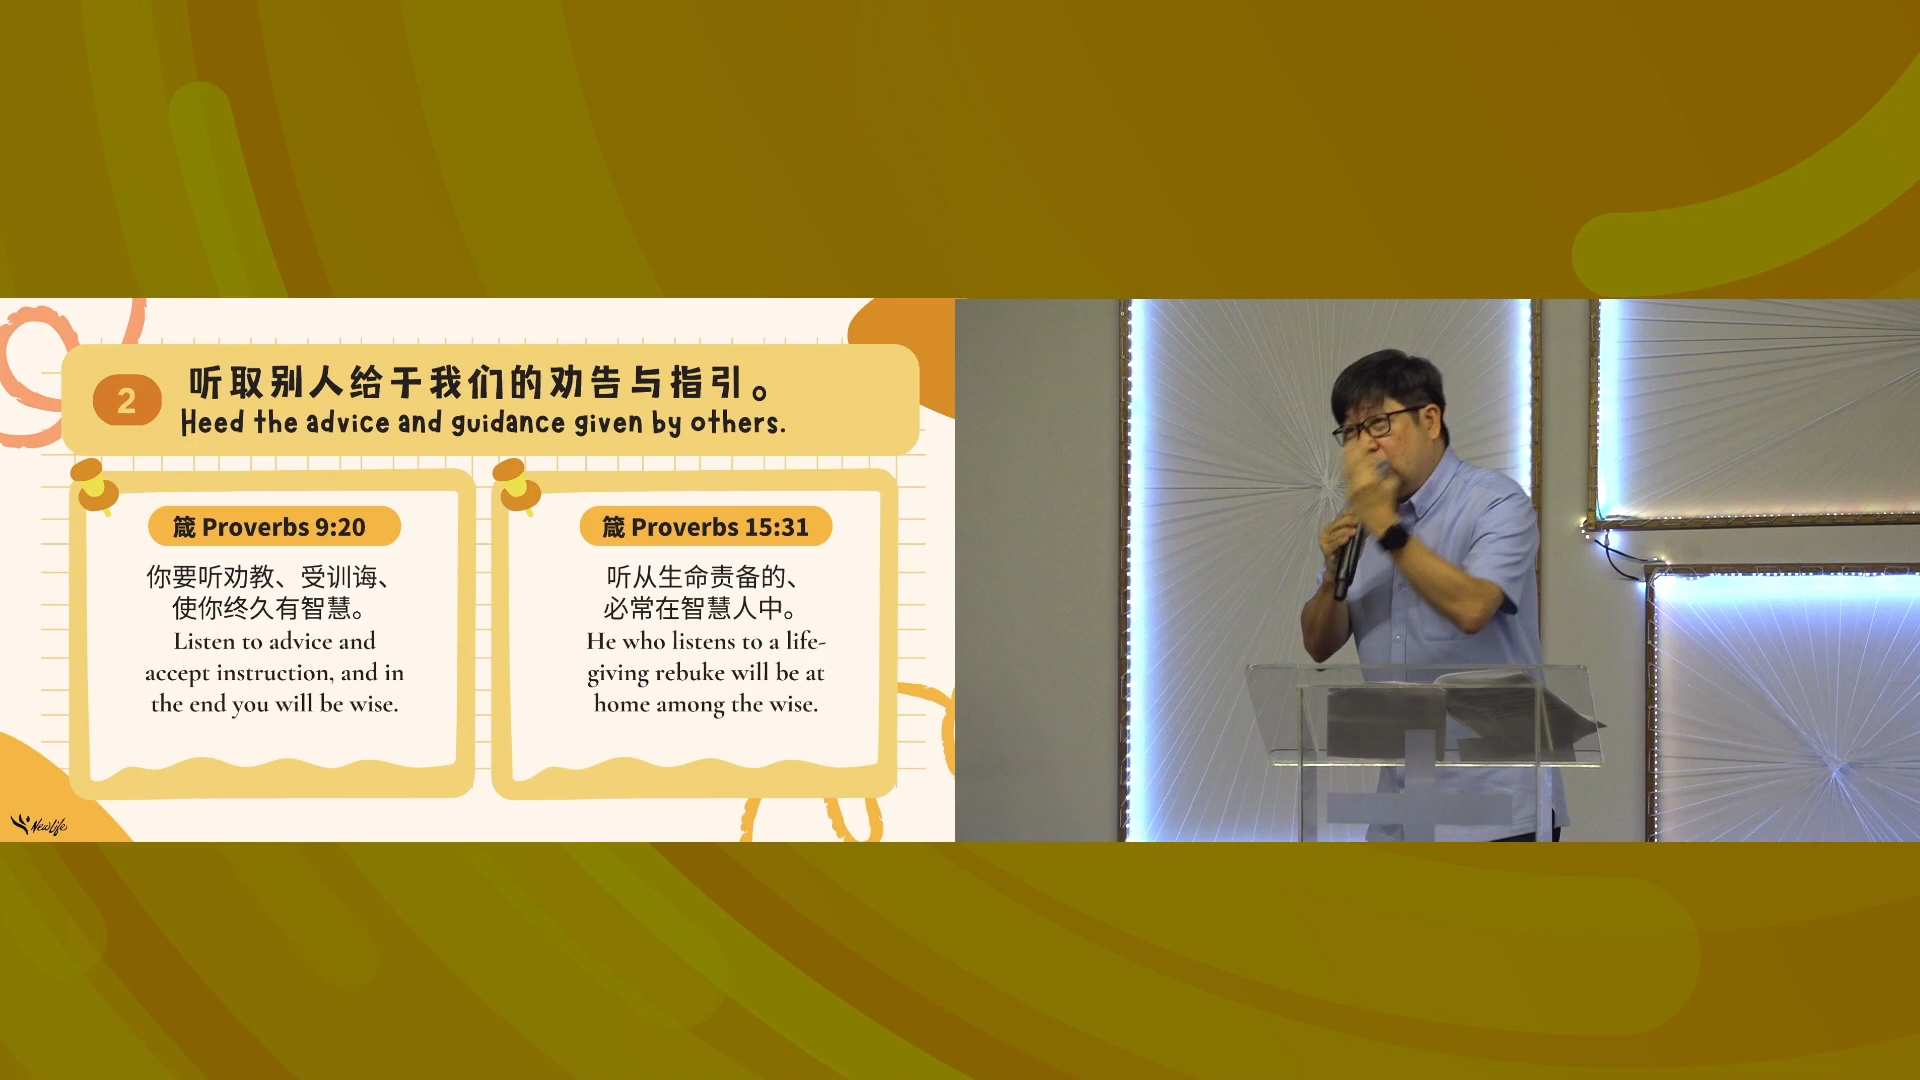 2
听取别人给于我们的劝告与指引。
Heed the advice and guidance given by others.
箴 Proverbs 9:20
你要听劝教、受训诲、
使你终久有智慧。
Listen to advice and
accept instruction, and in
the end you will be wise.
箴 Proverbs 15:31
听从生命责备的、
必常在智慧人中。
He who listens to a life-
giving rebuke will be at
home among the wise.
NewLife